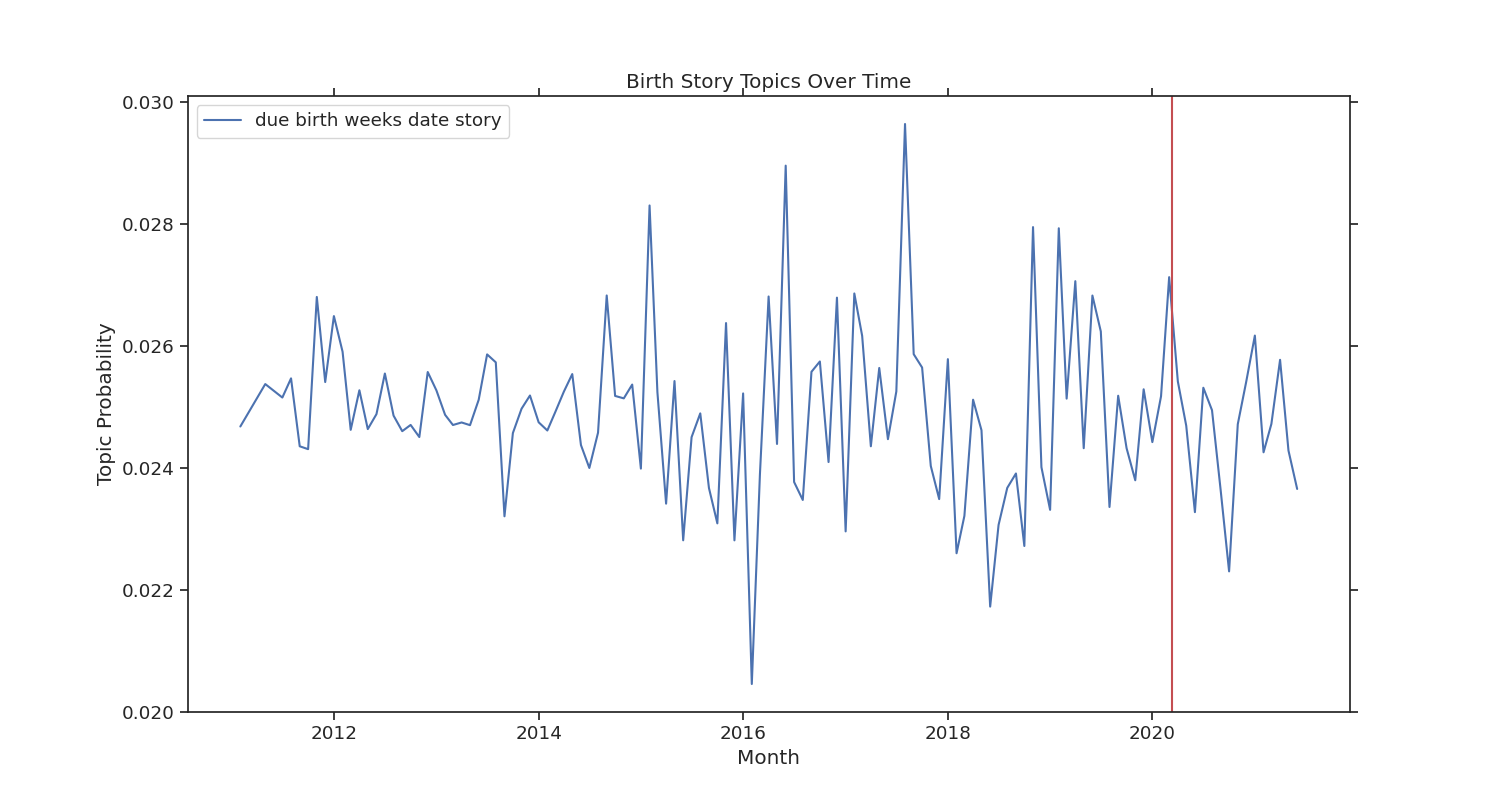 Birth Story Topics Over Time
due birth weeks date story
Topic Probability
0.030
0.028
0.026
0.024
0.022
0.020
2012 2014 2016 2018 2020
Month